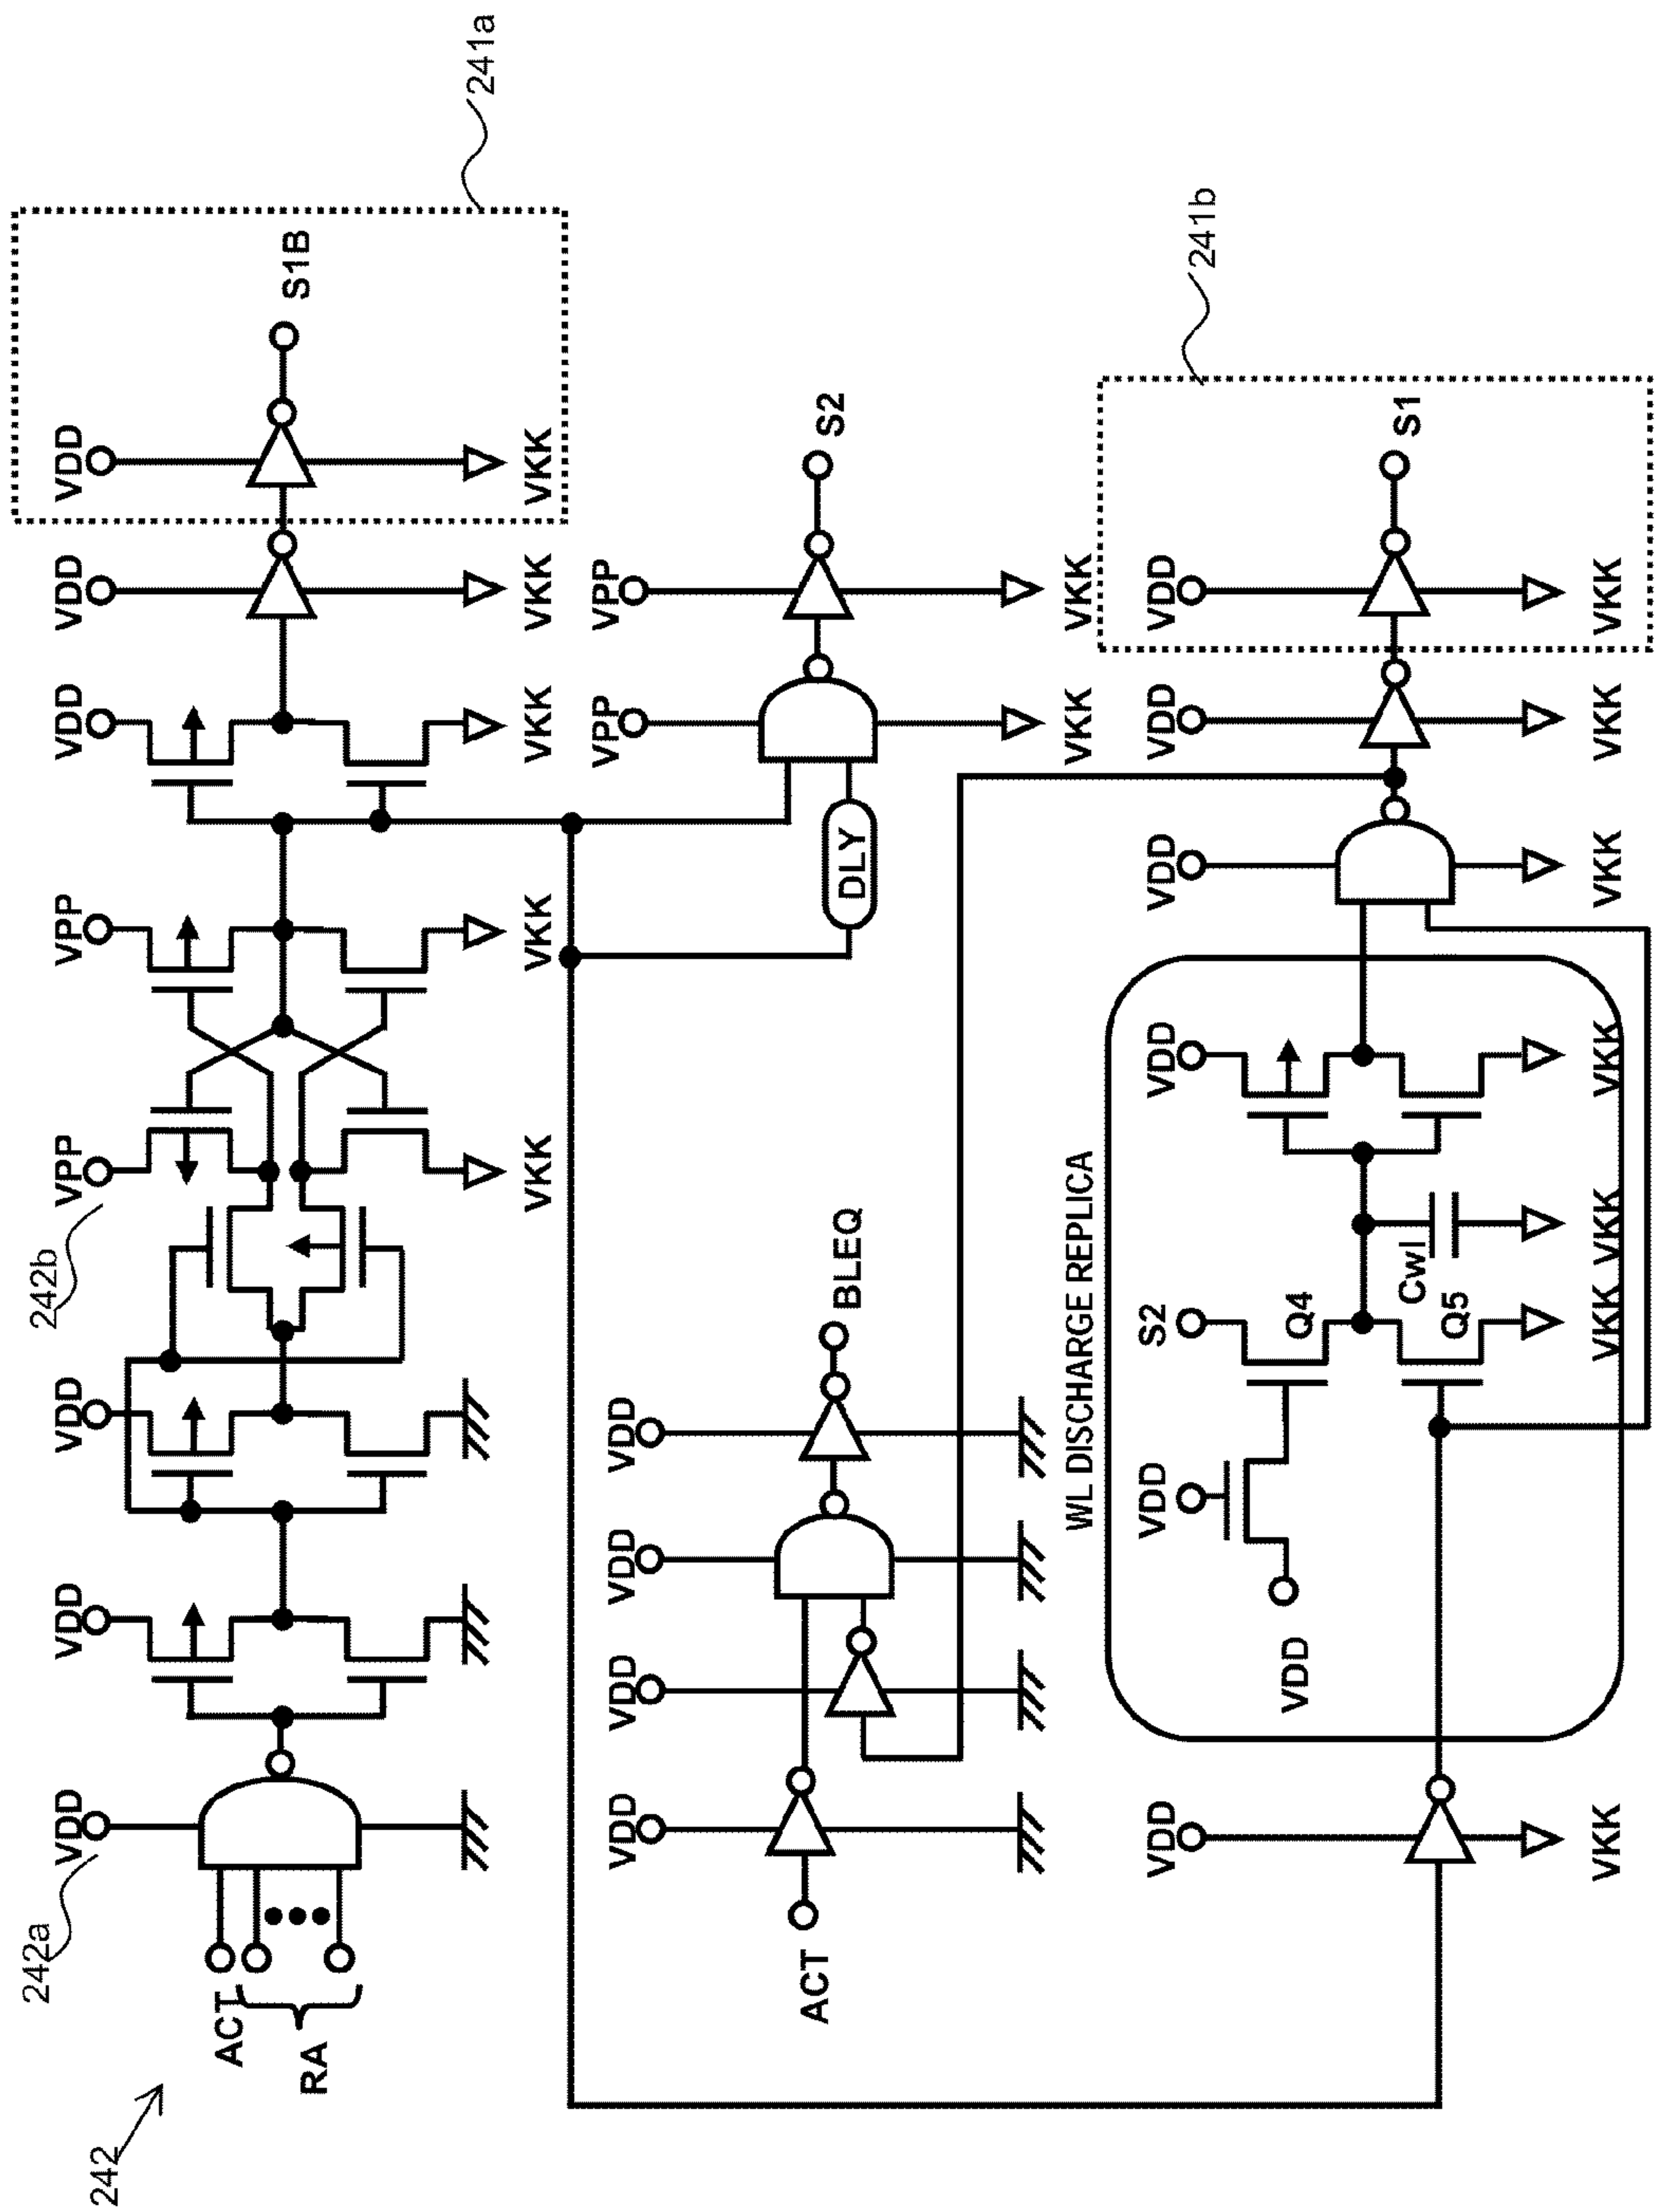 242
242a
VDD
ACT
RA
VDD
VDD
242b
VPP
VKK
VPP
VKK
VDD
VKK
VDD
VKK
VDD
VKK
S1B
241a
ACT
VDD
VDD
VDD
VDD
BLEQ
DLY
VPP
VKK
VPP
VKK
S2
VDD
VKK
WL DISCHARGE REPLICA
VDD
VDD
S2
Q4
Q5
VKK
Cwl
VKK
VDD
VKK
VDD
VKK
VDD
VKK
VDD
VKK
S1
241b